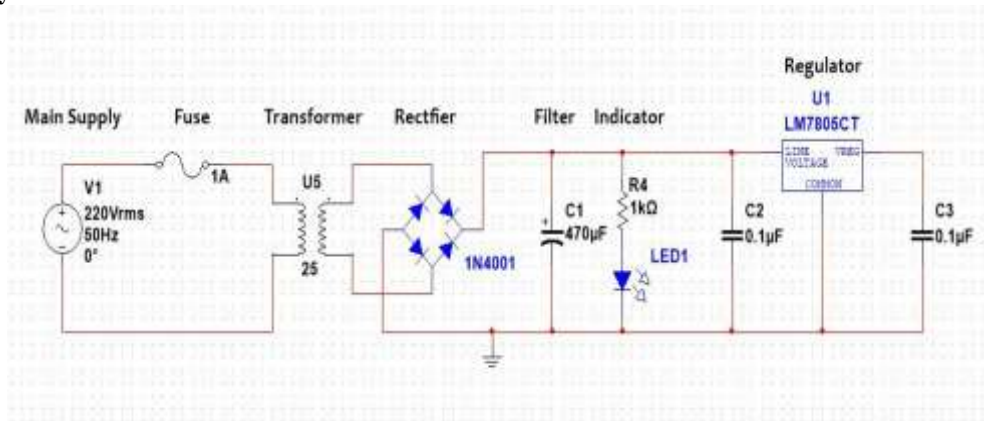 y
Regulator
U1
LM7805CT
Main Supply Fuse Transformer Rectfier Filter Indicator
LINE VOLTAGE VREG
COMMON
1A
V1
220Vrms
50Hz
0°
U5
25
1N4001
+
C1
470µF
R4
1kΩ
LED1
C2
0.1µF
C3
0.1µF